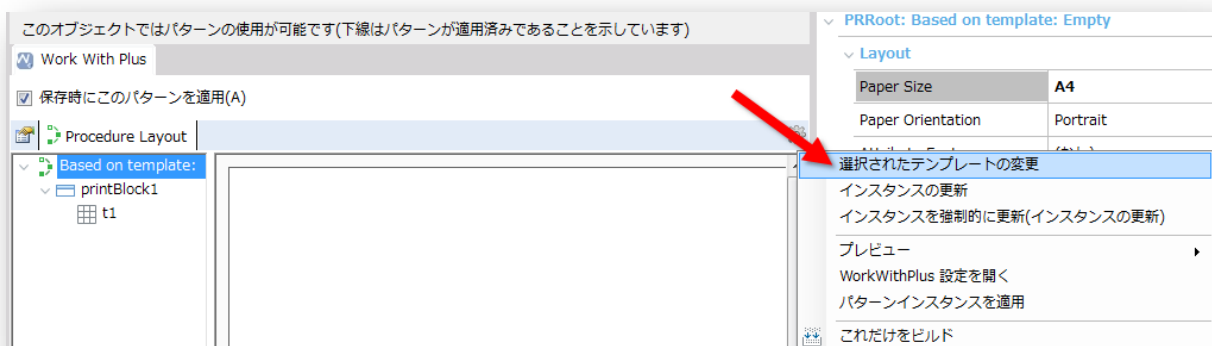 このオブジェクトではパターンの使用が可能です(下線はパターンが適用済みであることを示しています)
Work With Plus
保存時にこのパターンを適用(A)
Procedure Layout
Based on template:
printBlock1
t1
PRRoot: Based on template: Empty
Layout
Paper Size A4
Paper Orientation Portrait
選択されたテンプレートの変更
インスタンスの更新
インスタンスを強制的に更新(インスタンスの更新)
プレビュー
WorkWithPlus 設定を開く
パターンインスタンスを適用
これだけをビルド